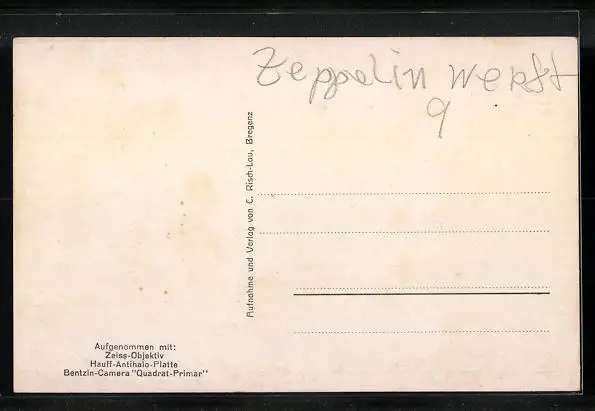 Zeppelin Werft
9
Aufnahme und Verlag von C. Risch-Lau, Bregenz
Aufgenommen mit:
Zeiss-Objektiv
Hauff-Antihalo-Platte
Bentzin-Camera "Quadrat-Primar"